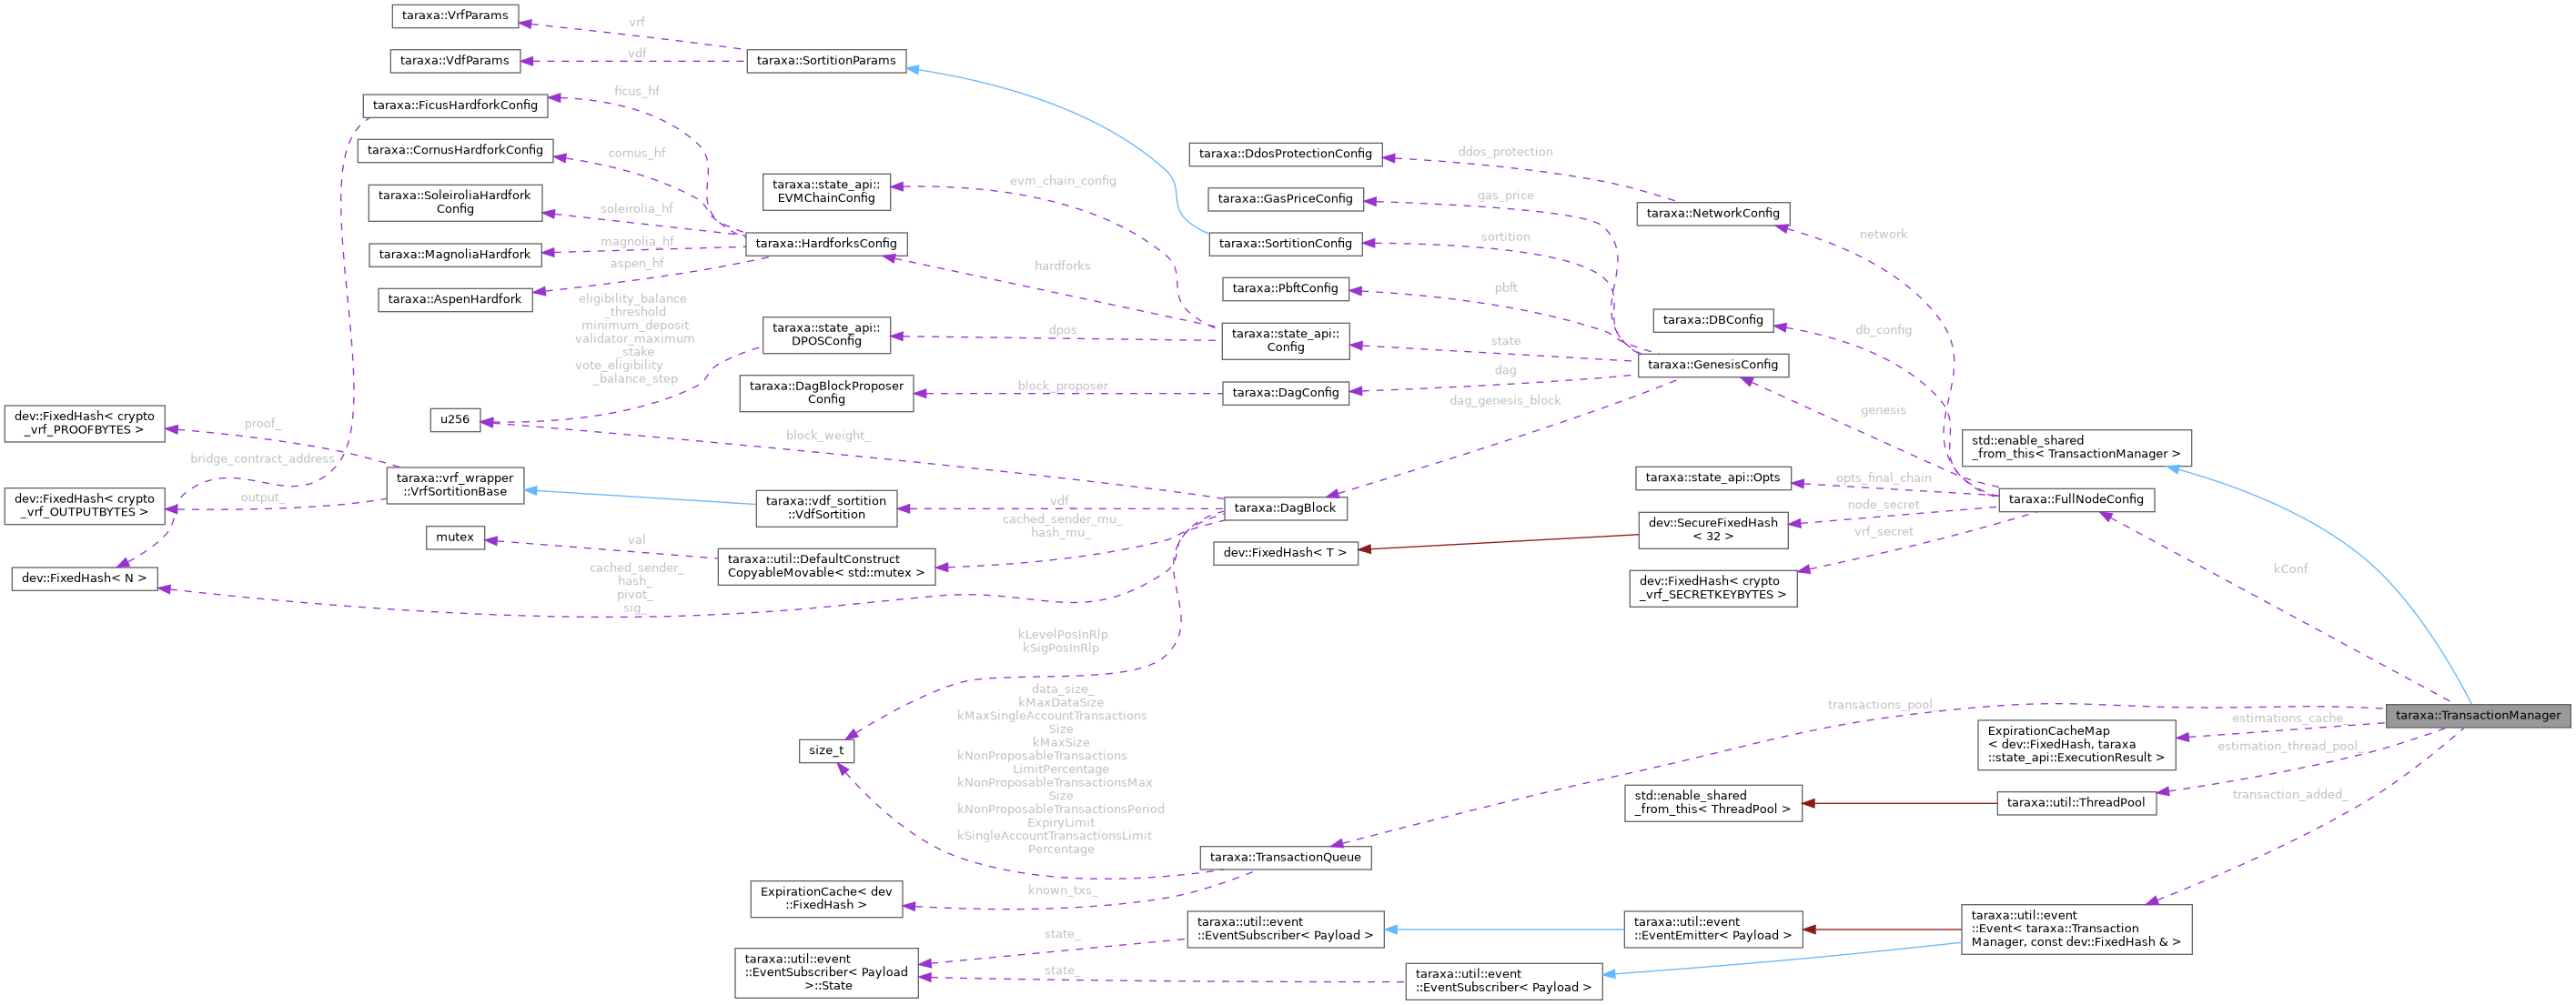 taraxa::VrfParams
vrf
taraxa::VdfParams
vdf
taraxa::SortitionParams
taraxa::FicusHardforkConfig
ficus_hf
taraxa::CornusHardforkConfig
cornus_hf
taraxa::SoleiroliaHardfork
Config
soleirolia_hf
taraxa::MagnoliaHardfork
magnolia_hf
taraxa::AspenHardfork
aspen_hf
taraxa::state_api::
EVMChainConfig
evm_chain_config
taraxa::HardforksConfig
hardforks
taraxa::DdosProtectionConfig
ddos_protection
taraxa::GasPriceConfig
gas_price
taraxa::SortitionConfig
sortition
taraxa::PbftConfig
pbft
taraxa::NetworkConfig
network
taraxa::DBConfig
db_config
eligibility_balance
_threshold
minimum_deposit
validator_maximum
_stake
vote_eligibility
_balance_step
taraxa::state_api::
DPOSConfig
dpos
taraxa::state_api::
Config
state
taraxa::GenesisConfig
genesis
taraxa::DagBlockProposer
Config
block_proposer
taraxa::DagConfig
dag
dag_genesis_block
dev::FixedHash< crypto
_vrf_PROOFBYTES >
proof_
u256
block_weight_
bridge_contract_address
std::enable_shared
_from_this< TransactionManager >
taraxa::vrf_wrapper
::VrfSortitionBase
dev::FixedHash< crypto
_vrf_OUTPUTBYTES >
output_
taraxa::vdf_sortition
::VdfSortition
vdf_
taraxa::DagBlock
taraxa::state_api::Opts
opts_final_chain
taraxa::FullNodeConfig
node_secret
dev::SecureFixedHash
< 32 >
vrf_secret
cached_sender_mu_
hash_mu_
mutex
val
taraxa::util::DefaultConstruct
CopyableMovable< std::mutex >
dev::FixedHash< T >
dev::FixedHash< N >
cached_sender_
hash_
pivot_
sig_
dev::FixedHash< crypto
_vrf_SECRETKEYBYTES >
kConf
kLevelPosInRlp
kSigPosInRlp
data_size_
kMaxDataSize
kMaxSingleAccountTransactions
Size
kMaxSize
kNonProposableTransactions
LimitPercentage
kNonProposableTransactionsMax
Size
kNonProposableTransactionsPeriod
ExpiryLimit
kSingleAccountTransactionsLimit
Percentage
size_t
transactions_pool_
taraxa::TransactionManager
ExpirationCacheMap
< dev::FixedHash, taraxa
::state_api::ExecutionResult >
estimations_cache_
estimation_thread_pool_
std::enable_shared
_from_this< ThreadPool >
taraxa::util::ThreadPool
transaction_added_
taraxa::TransactionQueue
ExpirationCache< dev
::FixedHash >
known_txs_
taraxa::util::event
::EventSubscriber< Payload >
taraxa::util::event
::EventEmitter< Payload >
taraxa::util::event
::Event< taraxa::Transaction
Manager, const dev::FixedHash & >
state_
taraxa::util::event
::EventSubscriber< Payload
>::State
state_
taraxa::util::event
::EventSubscriber< Payload >